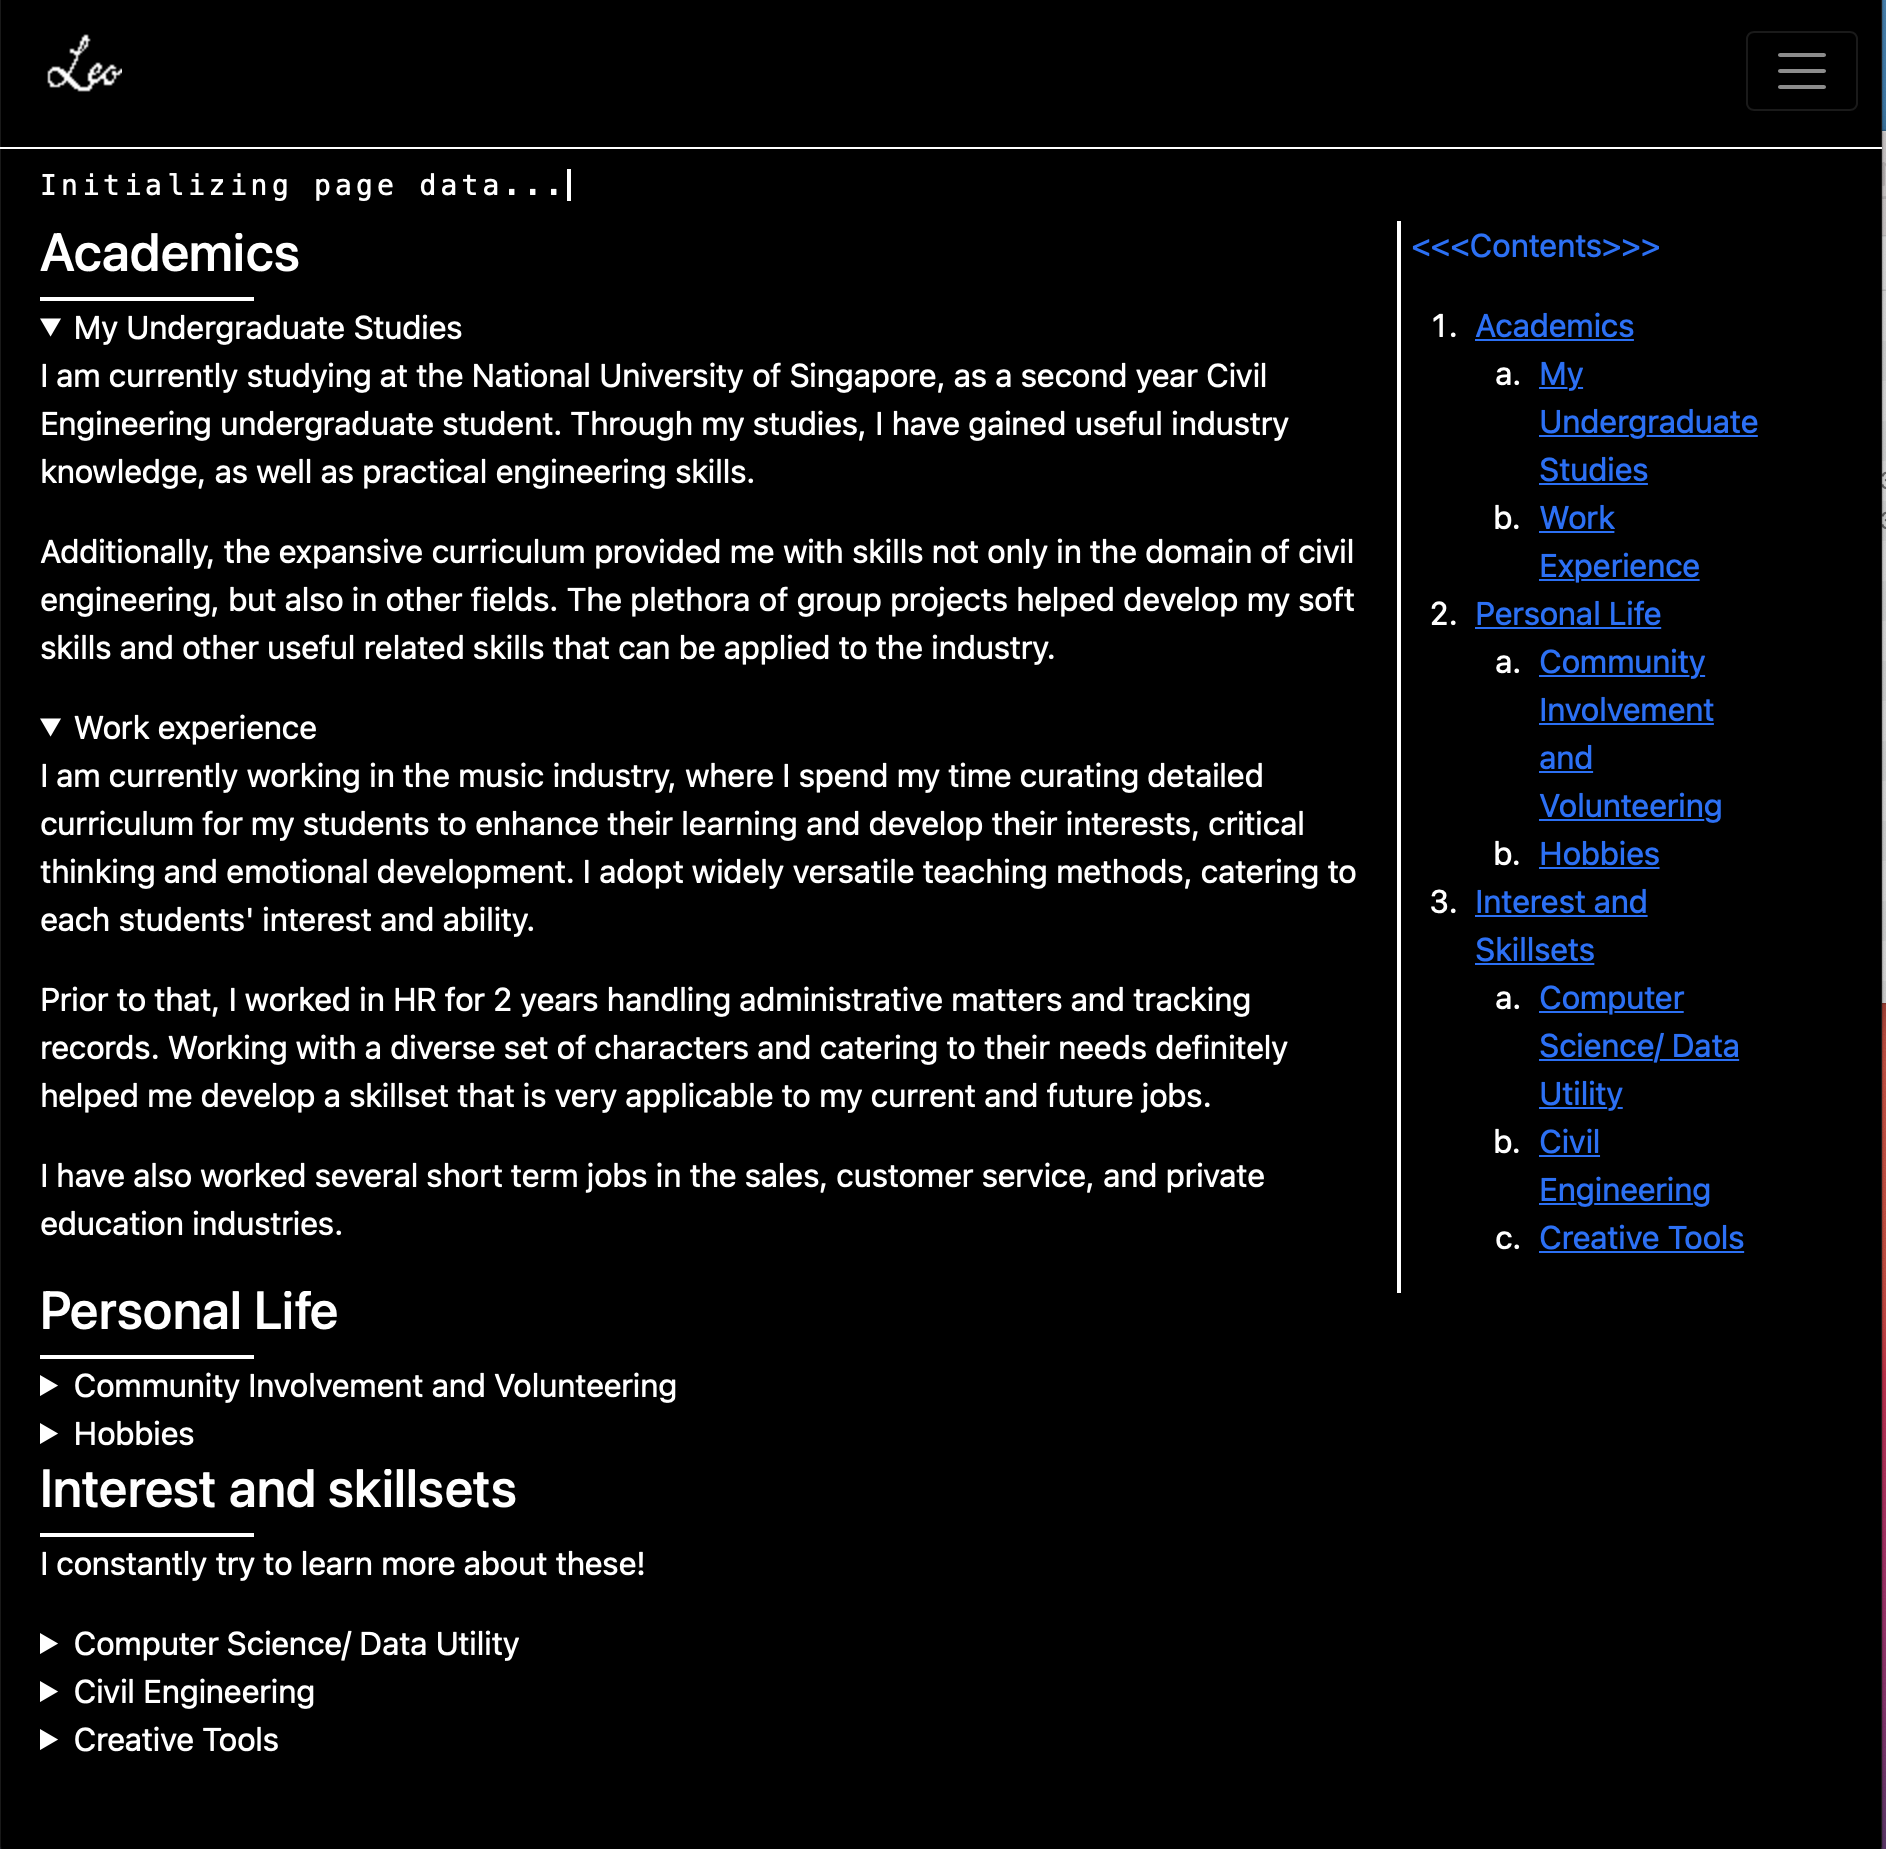 Leo
Initializing page data...
Academics
My Undergraduate Studies
I am currently studying at the National University of Singapore, as a second year Civil
Engineering undergraduate student. Through my studies, I have gained useful industry
knowledge, as well as practical engineering skills.
Additionally, the expansive curriculum provided me with skills not only in the domain of civil
engineering, but also in other fields. The plethora of group projects helped develop my soft
skills and other useful related skills that can be applied to the industry.
Work experience
I am currently working in the music industry, where I spend my time curating detailed
curriculum for my students to enhance their learning and develop their interests, critical
thinking and emotional development. I adopt widely versatile teaching methods, catering to
each students' interest and ability.
Prior to that, I worked in HR for 2 years handling administrative matters and tracking
records. Working with a diverse set of characters and catering to their needs definitely
helped me develop a skillset that is very applicable to my current and future jobs.
I have also worked several short term jobs in the sales, customer service, and private
education industries.
Personal Life
Community Involvement and Volunteering
Hobbies
Interest and skillsets
I constantly try to learn more about these!
Computer Science/ Data Utility
Civil Engineering
Creative Tools
<<<Contents>>>
1. Academics
a. My
Undergraduate
Studies
b. Work
Experience
2. Personal Life
a. Community
Involvement
and
Volunteering
b. Hobbies
3. Interest and
Skillsets
a. Computer
Science/ Data
Utility
b. Civil
Engineering
c. Creative Tools